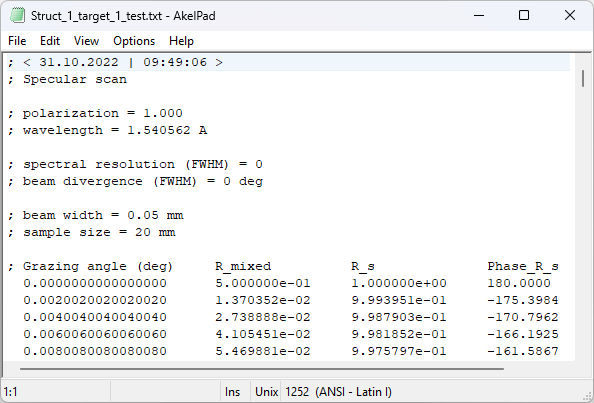 Struct_1_target_1_test.txt - AkelPad
File Edit View Options Help
; < 31.10.2022 | 09:49:06 >
; Specular scan
; polarization = 1.000
; wavelength = 1.540562 A
; spectral resolution (FWHM) = 0
; beam divergence (FWHM) = 0 deg
; beam width = 0.05 mm
; sample size = 20 mm
; Grazing angle (deg) R_mixed R_s Phase_R_s
0.0000000000000000 5.000000e-01 1.000000e+00 180.0000
0.0020020020020020 1.370352e-02 9.993951e-01 -175.3984
0.0040040040040040 2.738888e-02 9.987903e-01 -170.7962
0.0060060060060060 4.105451e-02 9.981852e-01 -166.1925
0.0080080080080080 5.469881e-02 9.975797e-01 -161.5867
1:1 Ins Unix 1252 (ANSI - Latin I)